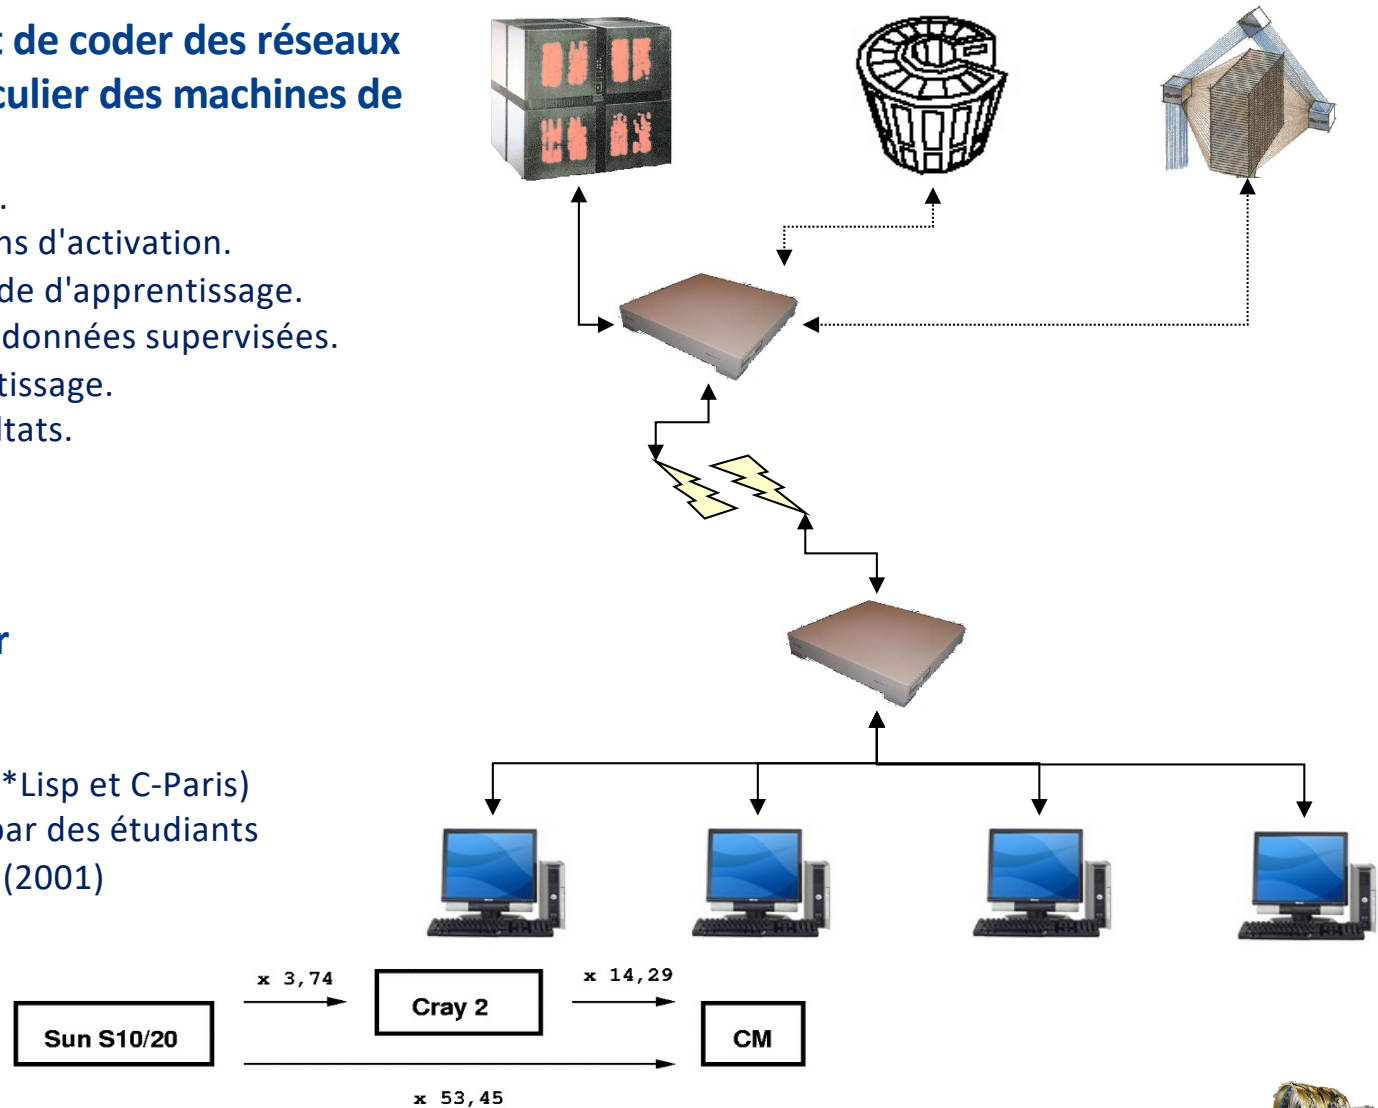 t de coder des réseaux
culier des machines de
.
ns d'activation.
de d'apprentissage.
données supervisées.
tissage.
ltats.
r
*Lisp et C-Paris)
par des étudiants
(2001)
x 3,74
x 14,29
Sun S10/20
Cray 2
CM
x 53,45